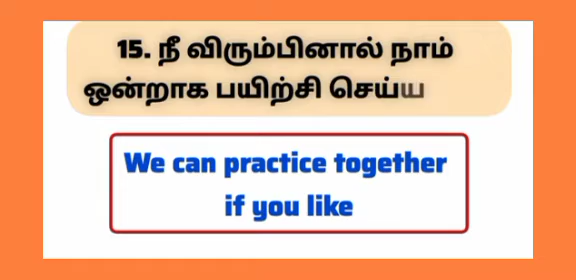 15. நீ விரும்பினால் நாம்
ஒன்றாக பயிற்சி செய்ய
We can practice together
if you like